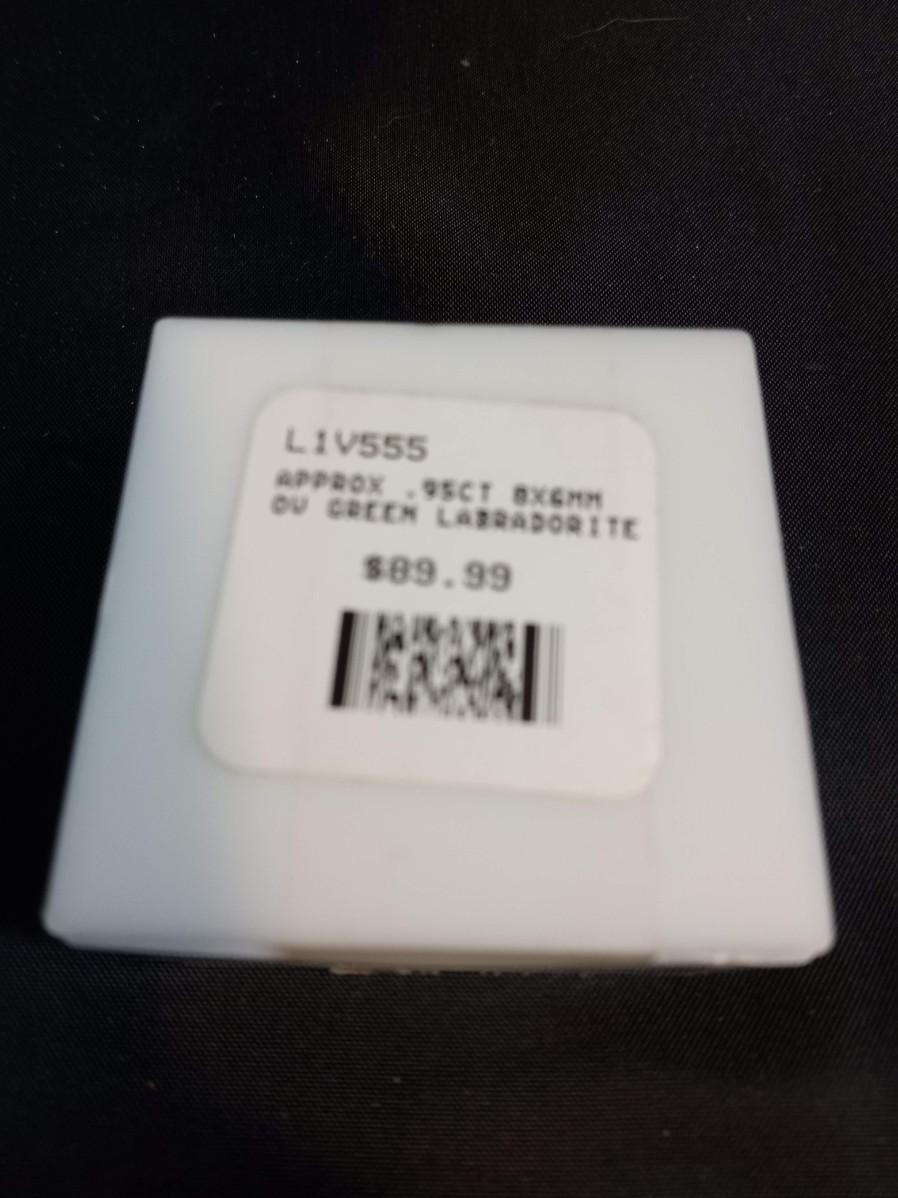 L1V555
APPROX .95CT 8X6MM
OV GREEN LABRADORITE
$89.99